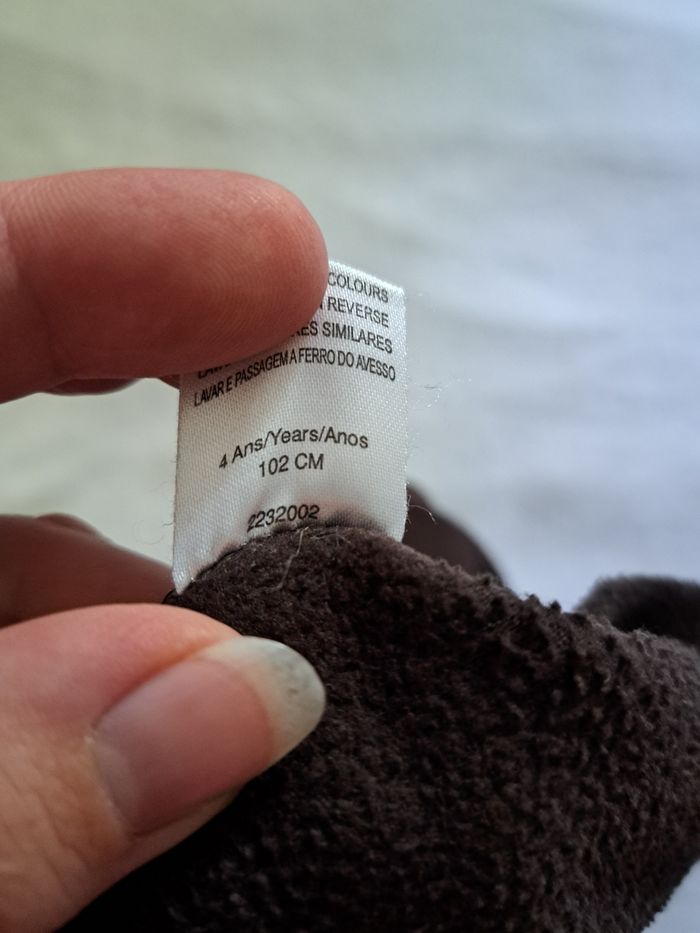 COLOURS
REVERSE
SIMILARES
LAVAR E PASSAGEM A FERRO DO AVESSO
4 Ans/Years/Anos
102 CM
2232002